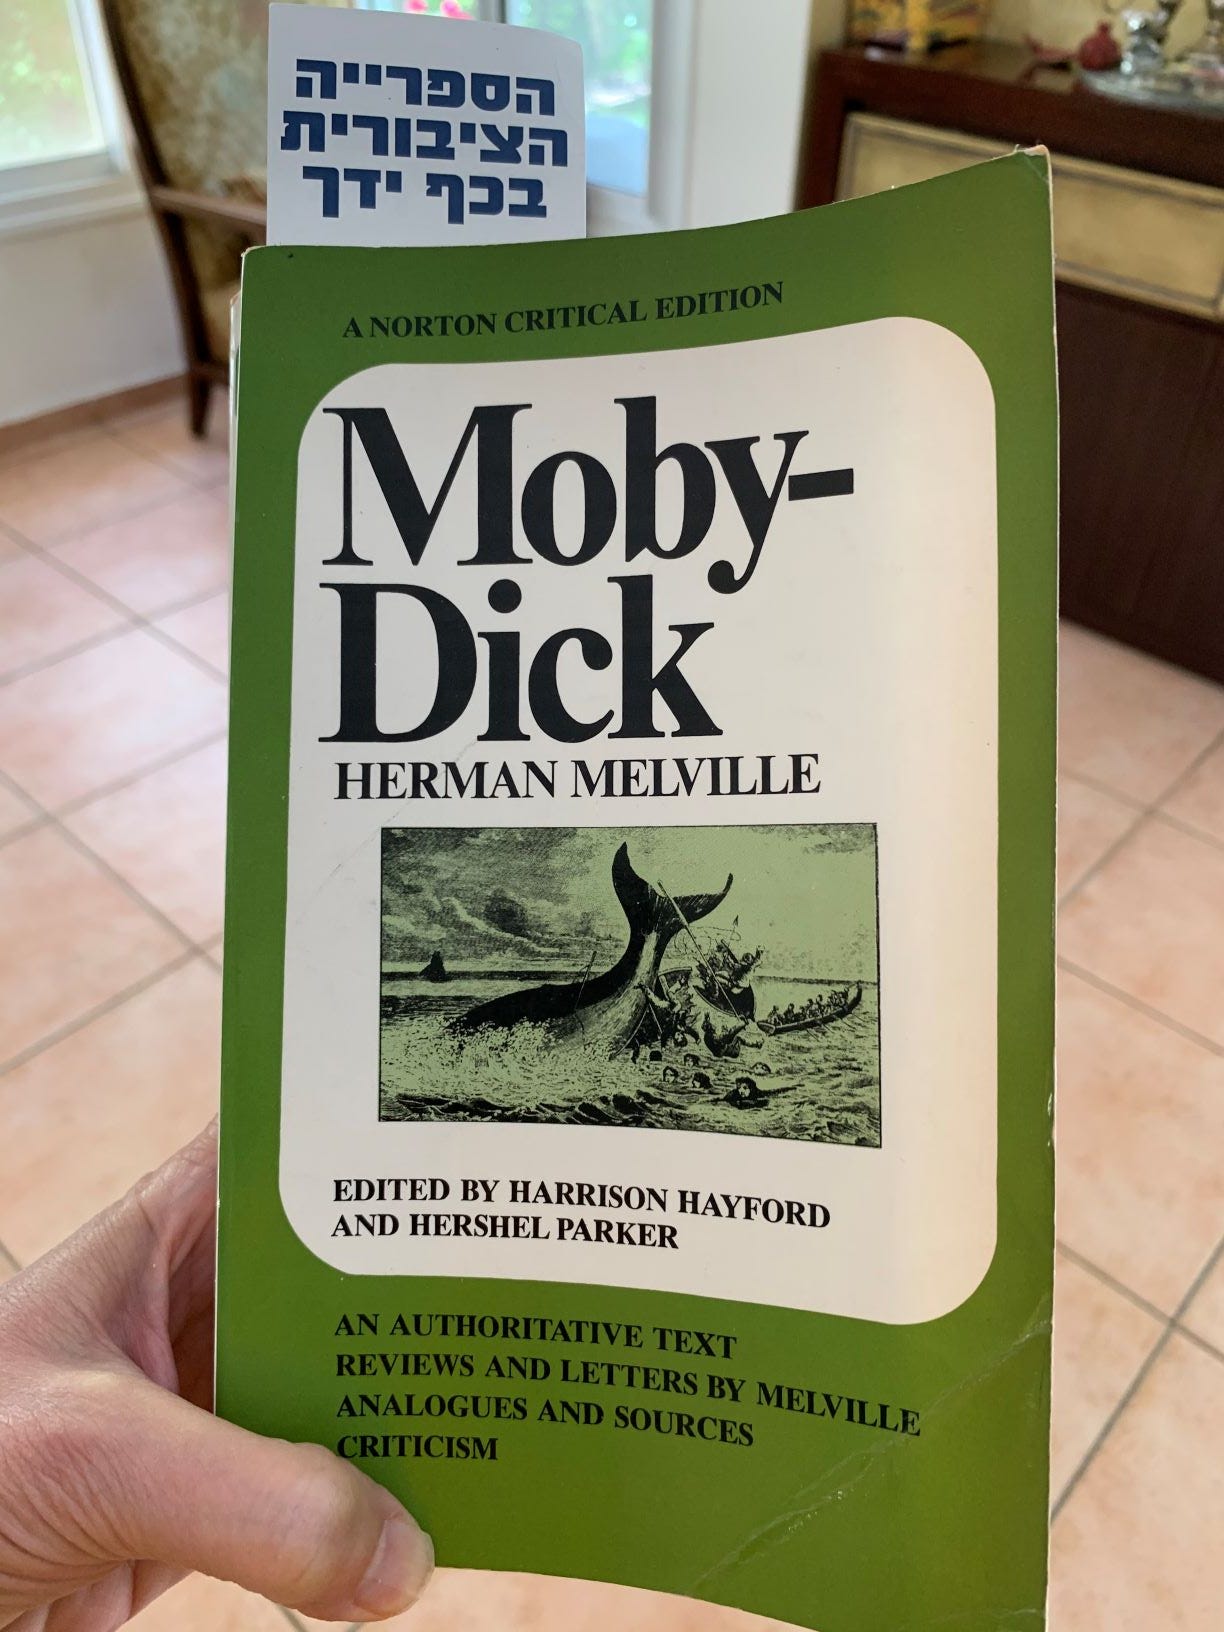 הספרייה
הציבורית
בכף ידך
A NORTON CRITICAL EDITION
Moby-
Dick
HERMAN MELVILLE
EDITED BY HARRISON HAYFORD
AND HERSHEL PARKER
AN AUTHORITATIVE TEXT
REVIEWS AND LETTERS BY MELVILLE
ANALOGUES AND SOURCES
CRITICISM